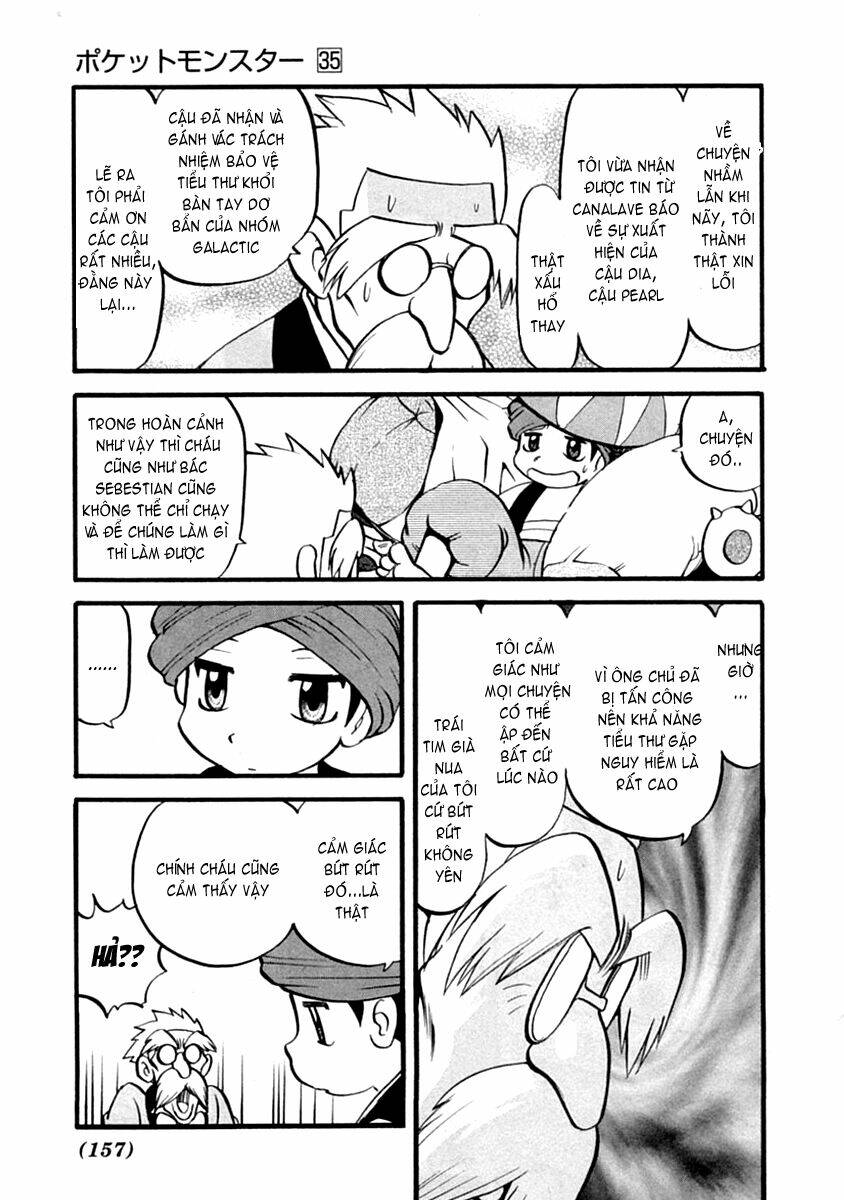 ポケットモンスター 35
VỀ
CHUYỆN
NHẦM
LẪN KHI
NÃY, TÔI
THÀNH
THẬT XIN
LỖI
TÔI VỪA NHẬN
ĐƯỢC TIN TỪ
CANALAVE BÁO
VỀ SỰ XUẤT
HIỆN CỦA
CẬU DIA,
CẬU PEARL
THẬT
XẤU
HỔ
THAY
CẬU ĐÃ NHẬN VÀ
GÁNH VÁC TRÁCH
NHIỆM BẢO VỆ
TIỂU THƯ KHỎI
BÀN TAY DƠ
BẨN CỦA NHÓM
GALACTIC
LẼ RA
TÔI PHẢI
CẢM ƠN
CÁC CẬU
RẤT NHIỀU,
ĐẰNG NÀY
LẠI...
A,
CHUYỆN
ĐÓ..
TRONG HOÀN CẢNH
NHƯ VẬY THÌ CHÁU
CŨNG NHƯ BÁC
SEBESTIAN CŨNG
KHÔNG THỂ CHỈ CHẠY
VÀ ĐỂ CHÚNG LÀM GÌ
THÌ LÀM ĐƯỢC
NHƯNG
GIỜ
...
VÌ ÔNG CHỦ ĐÃ
BỊ TẤN CÔNG
NÊN KHẢ NĂNG
TIỂU THƯ GẶP
NGUY HIỂM LÀ
RẤT CAO
TÔI CẢM
GIÁC NHƯ
MỌI CHUYỆN
CÓ THỂ
ẬP ĐẾN
BẤT CỨ
LÚC NÀO
TRÁI
TIM GIÀ
NUA
CỦA TÔI
CỨ BỨT
RỨT
KHÔNG
YÊN
......
CẢM GIÁC
BỨT RỨT
ĐÓ...LÀ
THẬT
CHÍNH CHÁU CŨNG
CẢM THẤY VẬY
HẢ??
(157)